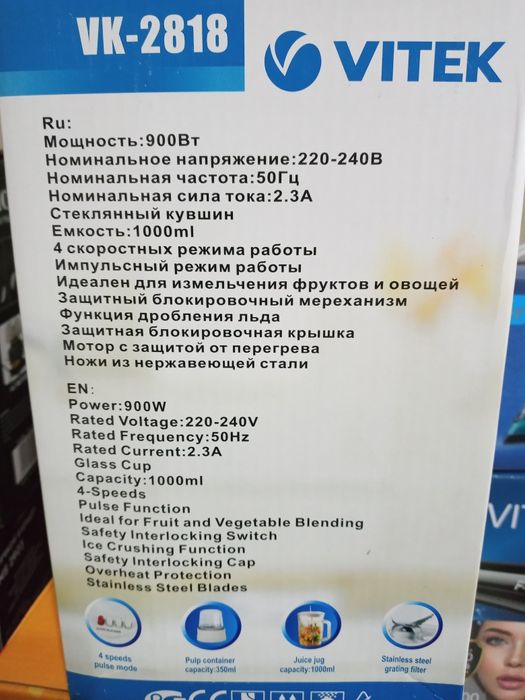 VK-2818
VITEK
Ru:
Мощность:900Вт
Номинальное напряжение:220-240В
Номинальная частота:50Гц
Номинальная сила тока:2.3А
Стеклянный кувшин
Емкость:1000ml
4 скоростных режима работы
Импульсный режим работы
Идеален для измельчения фруктов и овощей
Защитный блокировочный мереханизм
Функция дробления льда
Защитная блокировочная крышка
Мотор с защитой от перегрева
Ножи из нержавеющей стали
EN:
Power:900W
Rated Voltage:220-240V
Rated Frequency:50Hz
Rated Current:2.3A
Glass Cup
Capacity:1000ml
4-Speeds
Pulse Function
Ideal for Fruit and Vegetable Blending
Safety Interlocking Switch
Ice Crushing Function
Safety Interlocking Cap
Overheat Protection
Stainless Steel Blades
4 speeds
pulse mode
Pulp container
capacity:350ml
Juice jug
capacity:1000ml
Stainless steel
grating filter
VI